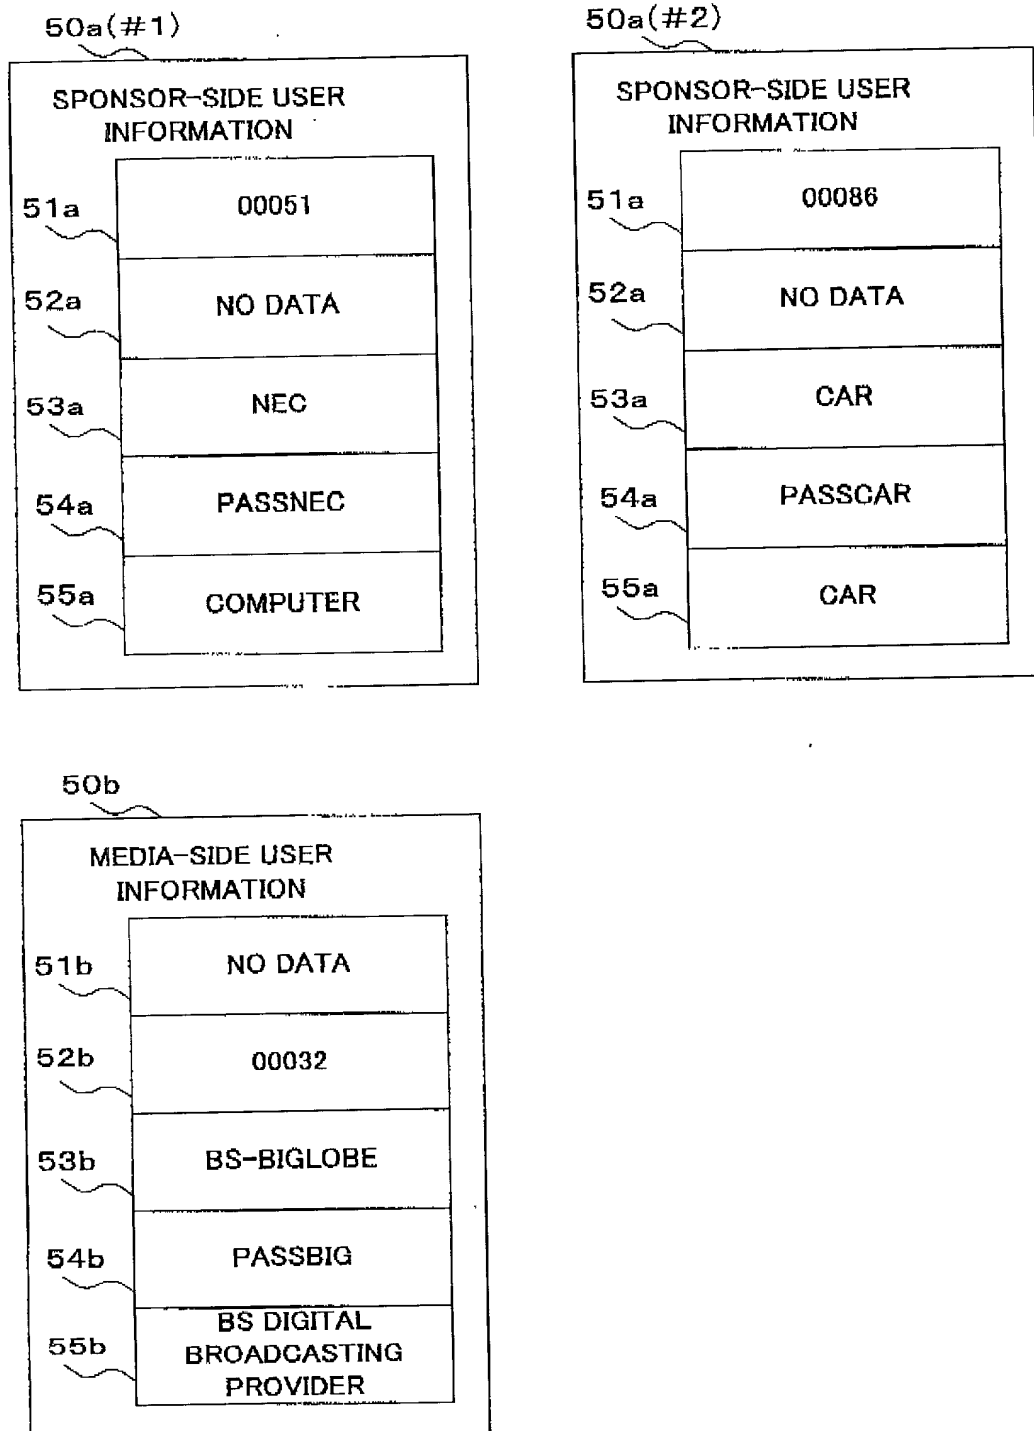 50a(#1)
SPONSOR-SIDE USER
INFORMATION
51a
00051
52a
NO DATA
53a
NEC
54a
PASSNEC
55a
COMPUTER
50a(#2)
SPONSOR-SIDE USER
INFORMATION
51a
00086
52a
NO DATA
53a
CAR
54a
PASSCAR
55a
CAR
50b
MEDIA-SIDE USER
INFORMATION
51b
NO DATA
52b
00032
53b
BS-BIGLOBE
54b
PASSBIG
55b
BS DIGITAL
BROADCASTING
PROVIDER